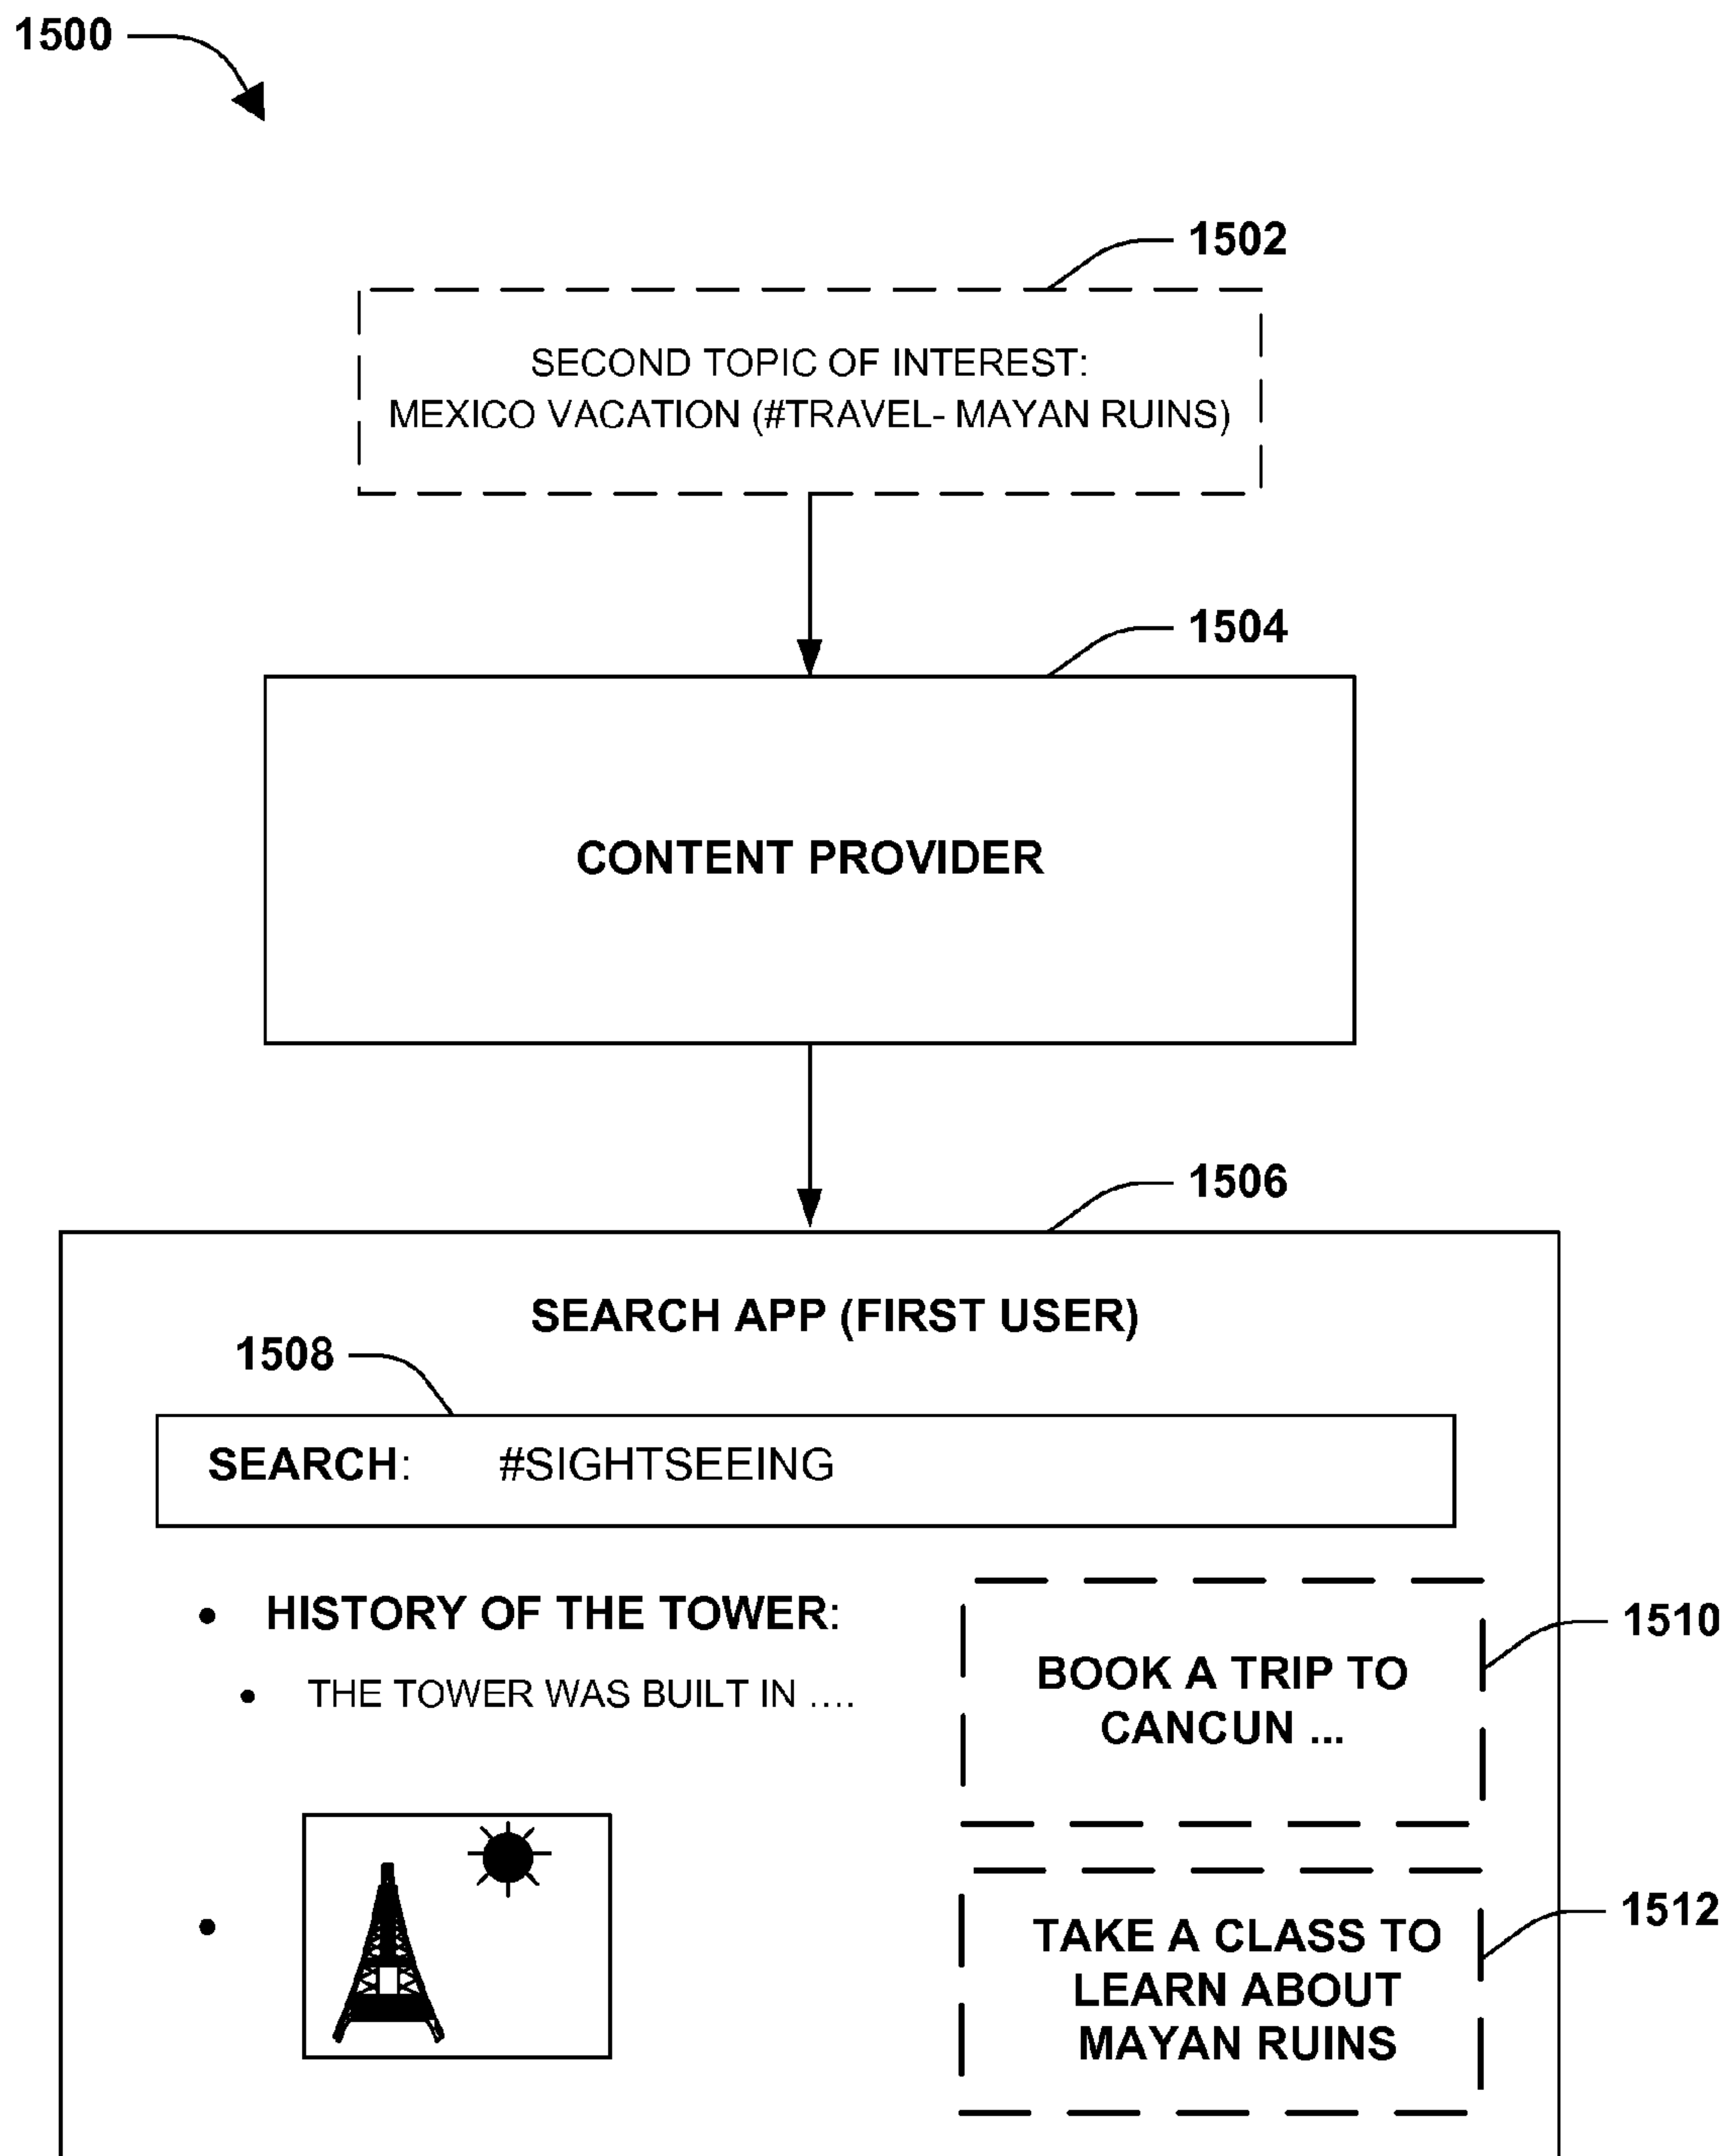 1500
1502
SECOND TOPIC OF INTEREST:
MEXICO VACATION (#TRAVEL- MAYAN RUINS)
1504
CONTENT PROVIDER
1506
SEARCH APP (FIRST USER)
1508
SEARCH: #SIGHTSEEING
• HISTORY OF THE TOWER:
• THE TOWER WAS BUILT IN ....
1510
BOOK A TRIP TO
CANCUN ...
1512
TAKE A CLASS TO
LEARN ABOUT
MAYAN RUINS